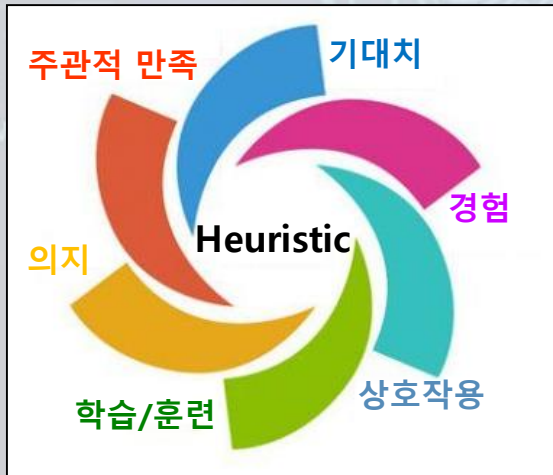 주관적 만족
기대치
경험
Heuristic
의지
상호작용
학습/훈련